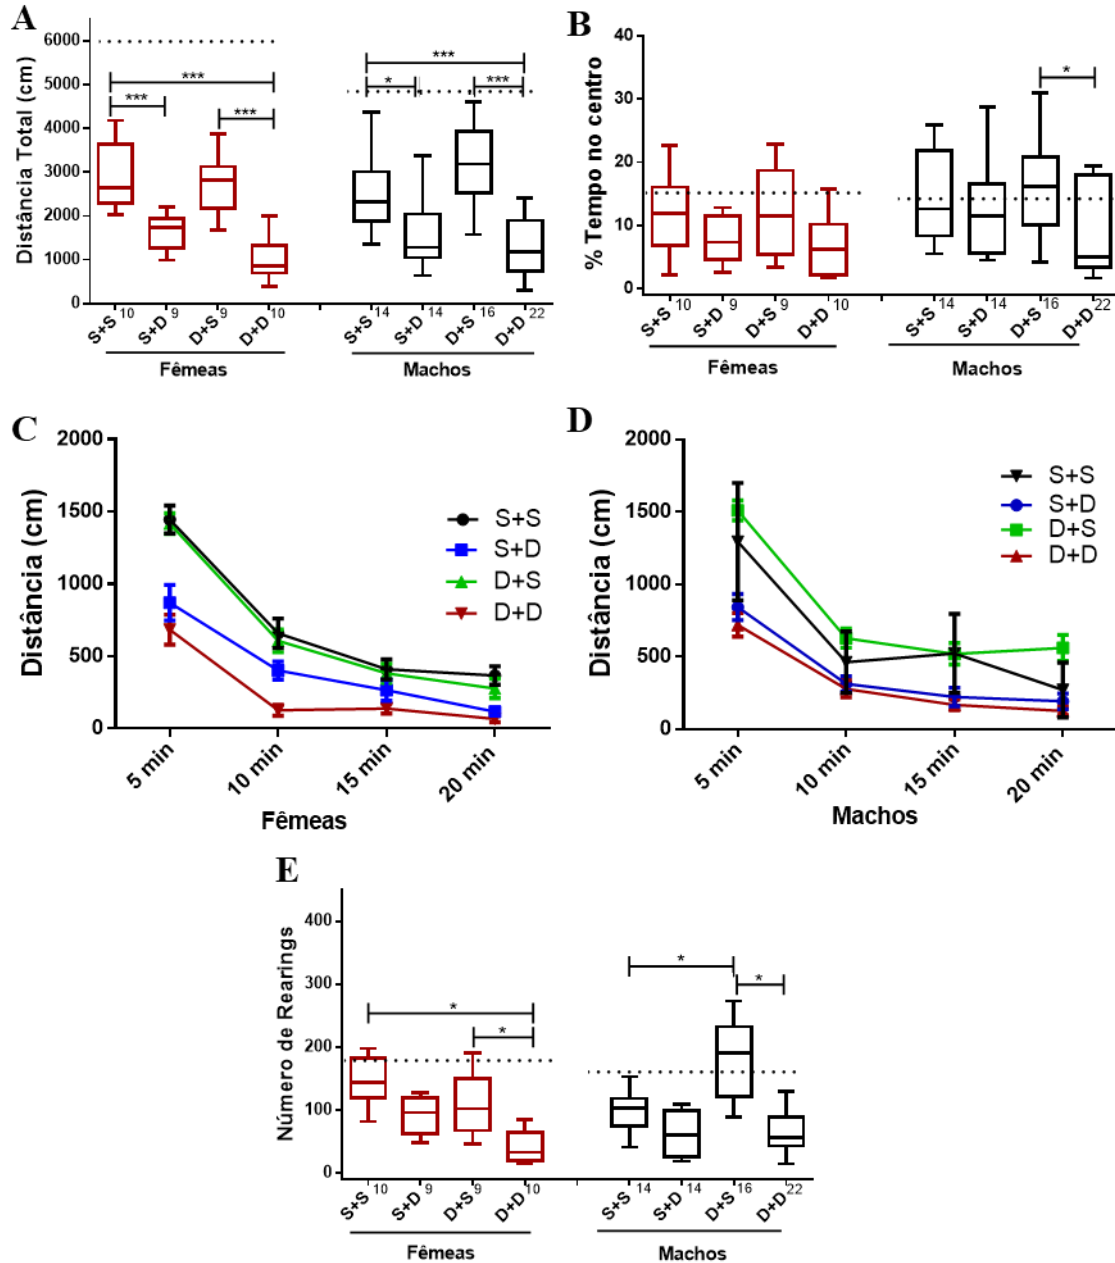 A
Distância Total (cm)
6000
5000
4000
3000
2000
1000
0
***
***
***
***
*
***
S+S 10
S+D 9
D+S 9
D+D 10
S+S 14
S+D 14
D+S 16
D+D 22
Fêmeas
Machos
B
% Tempo no centro
40
30
20
10
0
*
S+S 10
S+D 9
D+S 9
D+D 10
S+S 14
S+D 14
D+S 16
D+D 22
Fêmeas
Machos
C
Distância (cm)
2000
1500
1000
500
0
S+S
S+D
D+S
D+D
5 min
10 min
15 min
20 min
Fêmeas
D
Distância (cm)
2000
1500
1000
500
0
S+S
S+D
D+S
D+D
5 min
10 min
15 min
20 min
Machos
E
Número de Rearings
400
300
200
100
0
*
*
*
*
S+S 10
S+D 9
D+S 9
D+D 10
S+S 14
S+D 14
D+S 16
D+D 22
Fêmeas
Machos